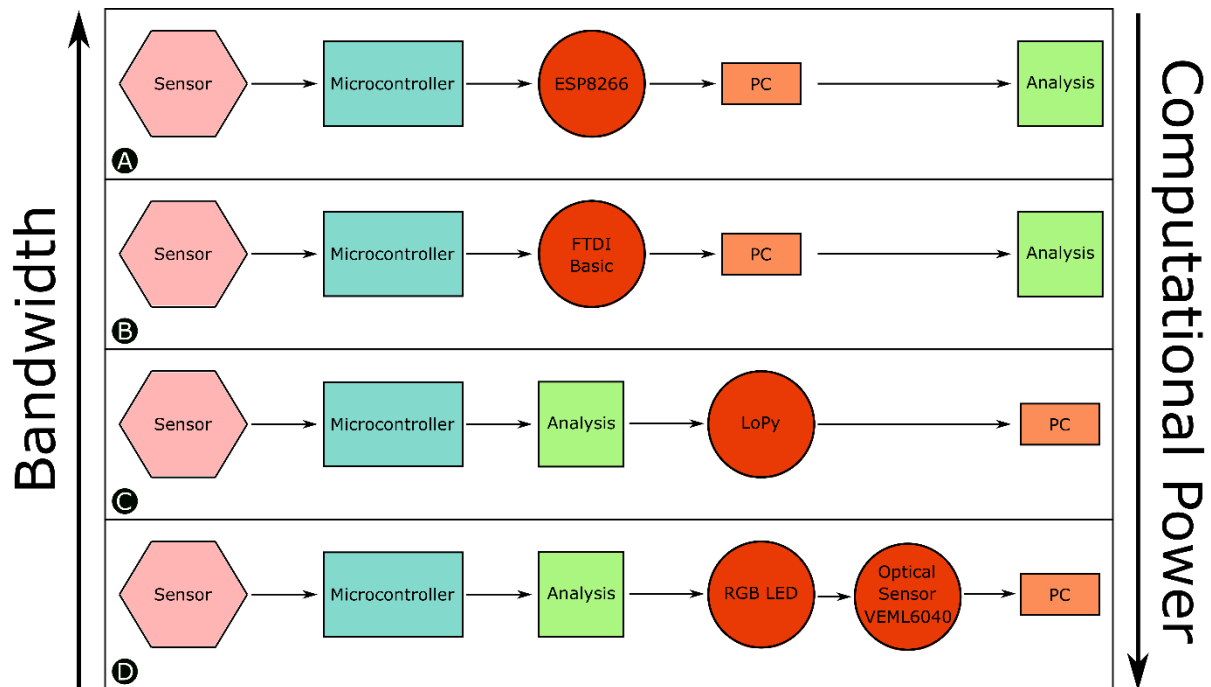 Bandwidth
Sensor
Microcontroller
ESP8266
PC
Analysis
A
Sensor
Microcontroller
FTDI
Basic
PC
Analysis
B
Sensor
Microcontroller
Analysis
LoPy
PC
C
Sensor
Microcontroller
Analysis
RGB LED
Optical
Sensor
VEML6040
PC
D
Computational Power